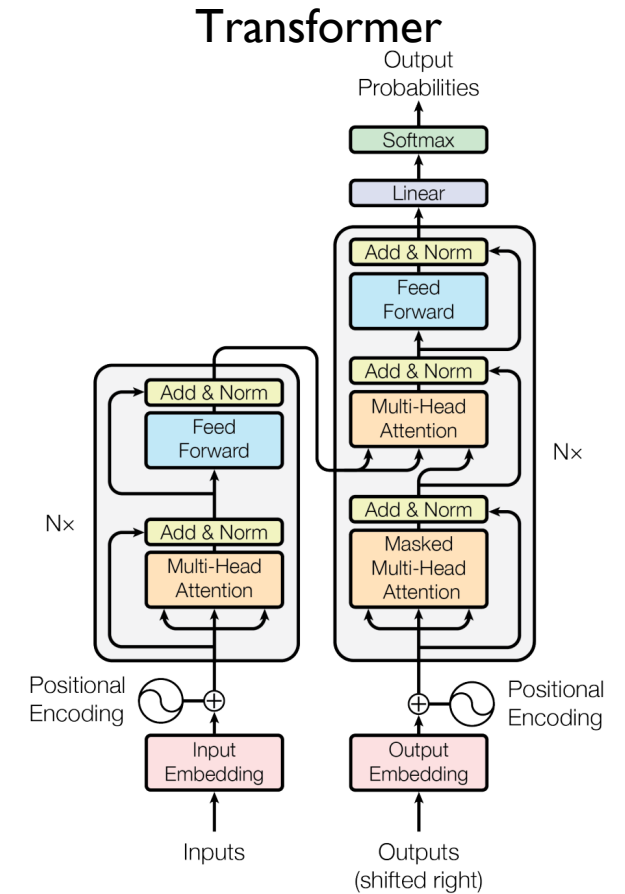 Transformer
Output
Probabilities
Softmax
Linear
Add & Norm
Feed
Forward
Add & Norm
Multi-Head
Attention
Nx
Add & Norm
Masked
Multi-Head
Attention
Add & Norm
Feed
Forward
Nx
Add & Norm
Multi-Head
Attention
Positional
Encoding
Positional
Encoding
Input
Embedding
Output
Embedding
Inputs
Outputs
(shifted right)